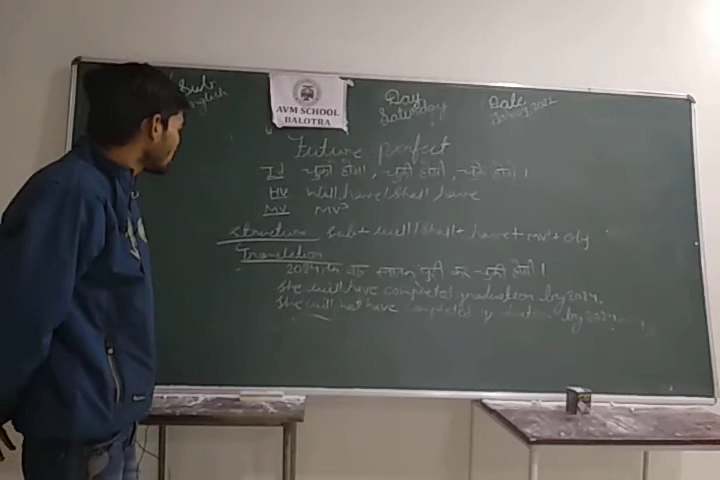 Sub English
AVM SCHOOL
BALOTRA
Day
Saturday
Date
Future perfect
चुका होगा, चुकी होगी, चुके होंगे।
HV Will have / Shall have
MV MV³
Structure Sub + will / Shall + have + mv³ + Obj
Translation
2024 तक वह स्नातक पूरी कर चुकी होगी।
She will have completed graduation by 2024.
She will not have completed graduation by 2024